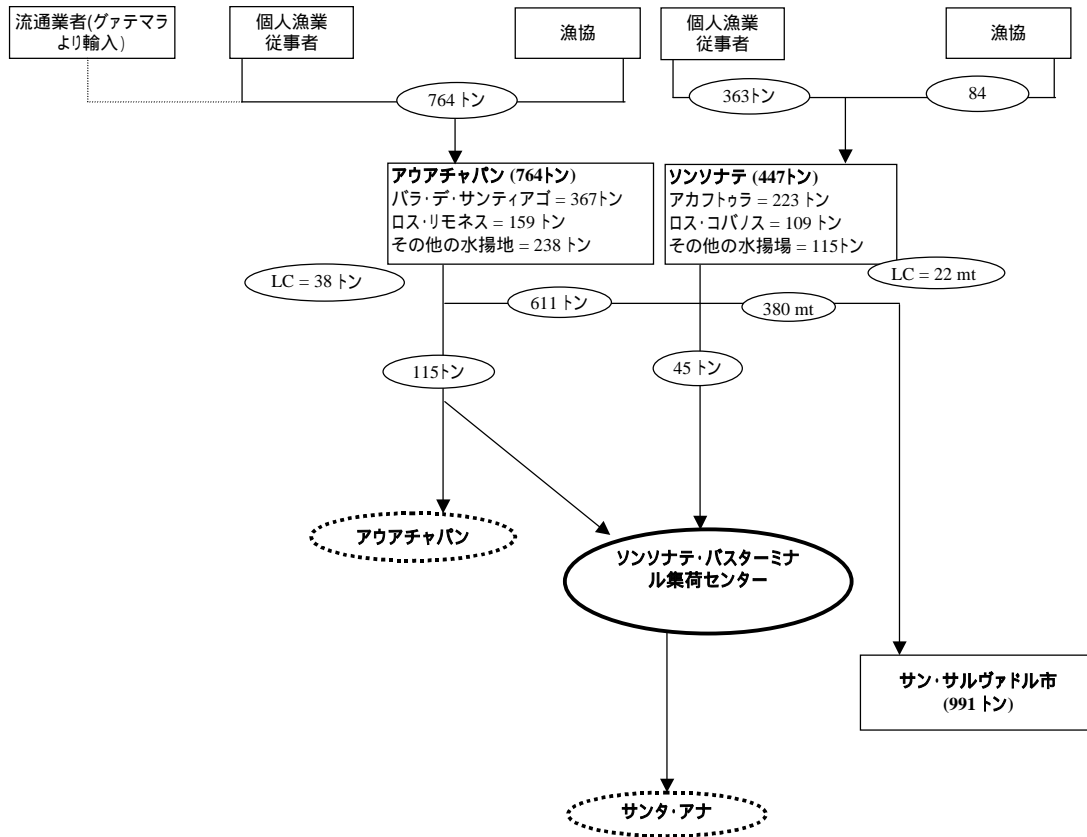 流通業者(グァテマラ
より輸入)
個人漁業
従事者
漁協
個人漁業
従事者
漁協
764 トン
363トン
84
アウアチャパン (764トン)
バラ・デ・サンティアゴ = 367トン
ロス・リモネス = 159 トン
その他の水揚地 = 238 トン
ソンソナテ (447トン)
アカフトゥラ = 223 トン
ロス・コバノス = 109 トン
その他の水揚場 = 115トン
LC = 38 トン
LC = 22 mt
611 トン
380 mt
115トン
45 トン
アウアチャパン
ソンソナテ・バスターミナ
ル集荷センター
サン・サルヴァドル市
(991 トン)
サンタ・アナ